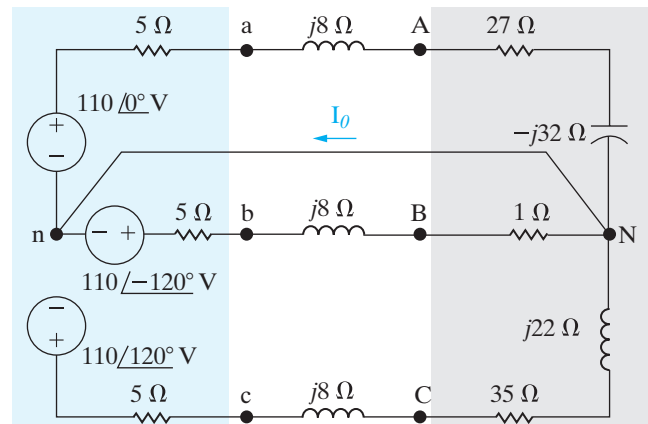 5 Ω a j8 Ω A 27 Ω
+ 110 /0° V − I0 −j32 Ω
n − + 5 Ω b j8 Ω B 1 Ω N
110 /−120° V
− + 110/120° V j22 Ω
5 Ω c j8 Ω C 35 Ω